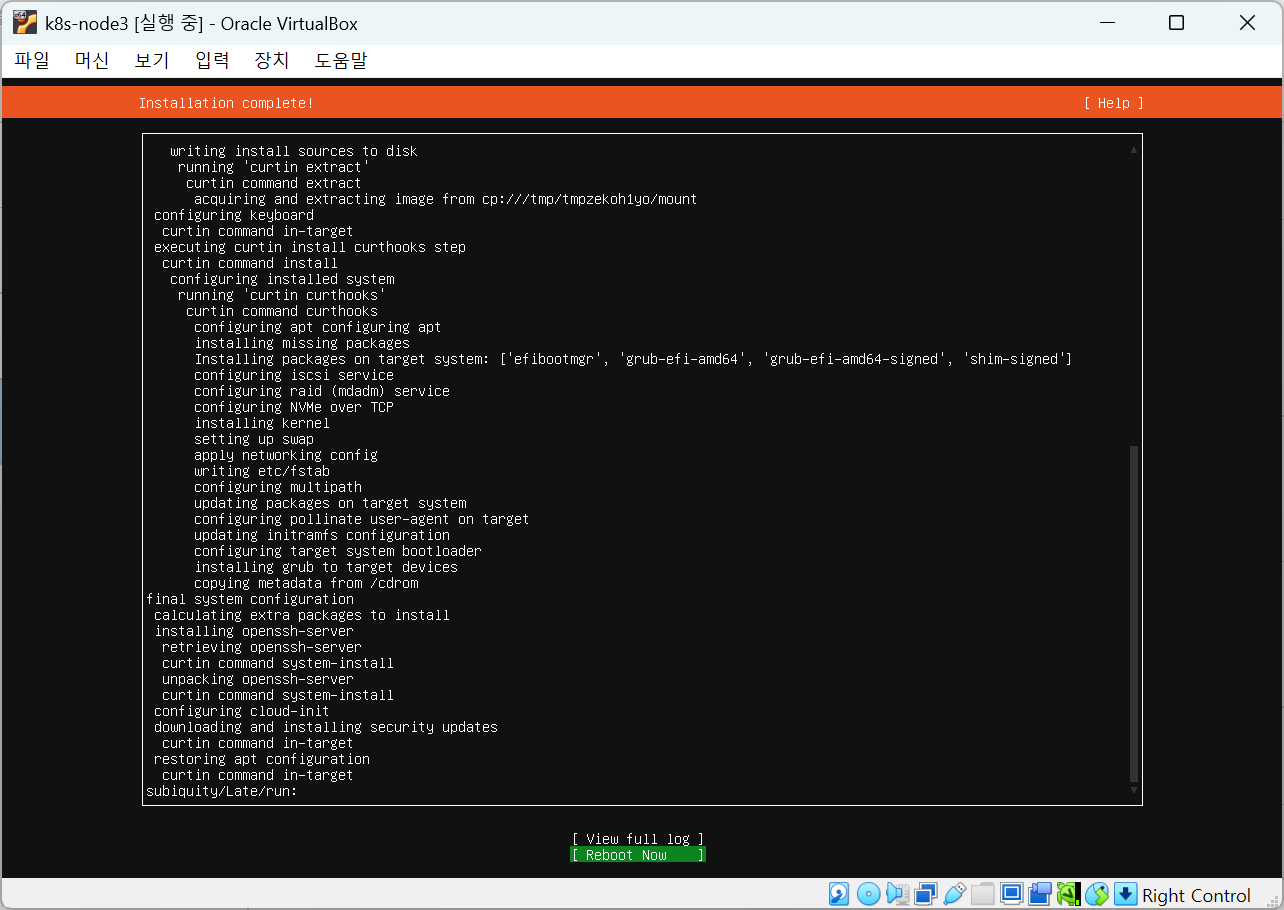 k8s-node3 [실행 중] - Oracle VirtualBox
파일 머신 보기 입력 장치 도움말
Installation complete! [ Help ]
writing install sources to disk
running 'curtin extract'
curtin command extract
acquiring and extracting image from cp:///tmp/tmpzekoh1yo/mount
configuring keyboard
curtin command in-target
executing curtin install curthooks step
curtin command install
configuring installed system
running 'curtin curthooks'
curtin command curthooks
configuring apt configuring apt
installing missing packages
Installing packages on target system: ['efibootmgr', 'grub-efi-amd64', 'grub-efi-amd64-signed', 'shim-signed']
configuring iscsi service
configuring raid (mdadm) service
configuring NVMe over TCP
installing kernel
setting up swap
apply networking config
writing etc/fstab
configuring multipath
updating packages on target system
configuring pollinate user-agent on target
updating initramfs configuration
configuring target system bootloader
installing grub to target devices
copying metadata from /cdrom
final system configuration
calculating extra packages to install
installing openssh-server
retrieving openssh-server
curtin command system-install
unpacking openssh-server
curtin command system-install
configuring cloud-init
downloading and installing security updates
curtin command in-target
restoring apt configuration
curtin command in-target
subiquity/Late/run:
[ View full log ]
[ Reboot Now ]
Right Control